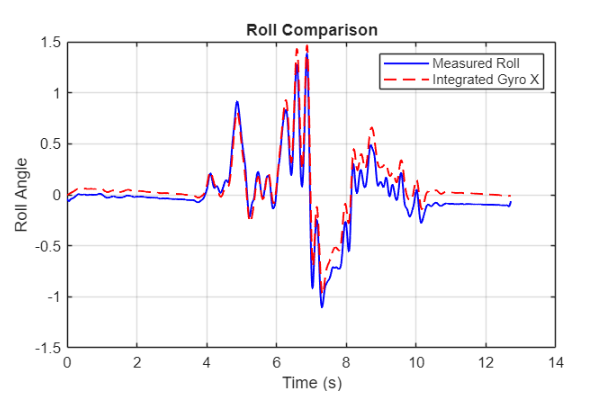 Roll Comparison
1.5
1
0.5
0
-0.5
-1
-1.5
Roll Angle
Measured Roll
Integrated Gyro X
0 2 4 6 8 10 12 14
Time (s)